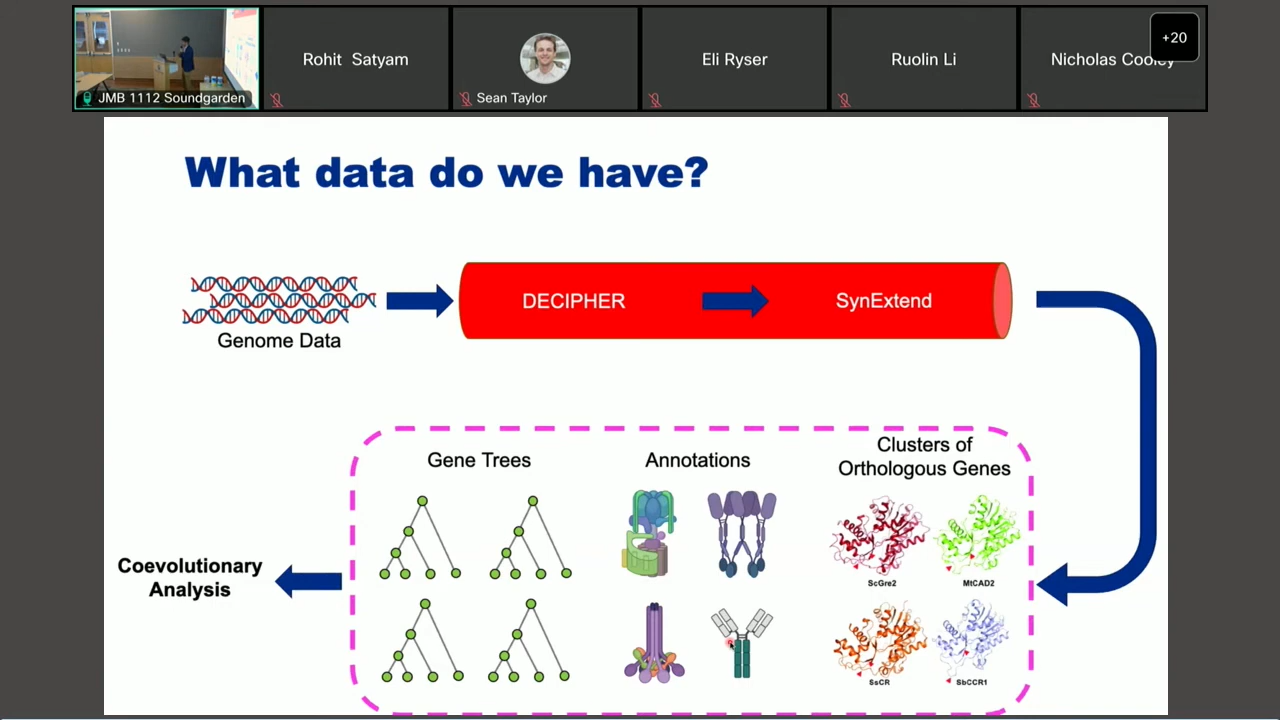 Rohit Satyam
Eli Ryser
Ruolin Li
Nicholas Cooley
+20
JMB 1112 Soundgarden
Sean Taylor
What data do we have?
DECIPHER
SynExtend
Genome Data
Gene Trees
Annotations
Clusters of
Orthologous Genes
Coevolutionary
Analysis
ScGre2
MtCAD2
SsCR
SbCCR1